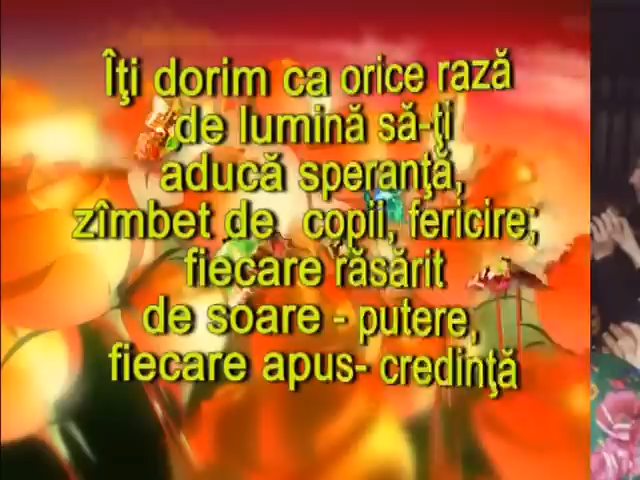 Îţi dorim ca orice rază
de lumină să-ţi
aducă speranţă,
zîmbet de copii, fericire;
fiecare răsărit
de soare - putere,
fiecare apus- credinţă